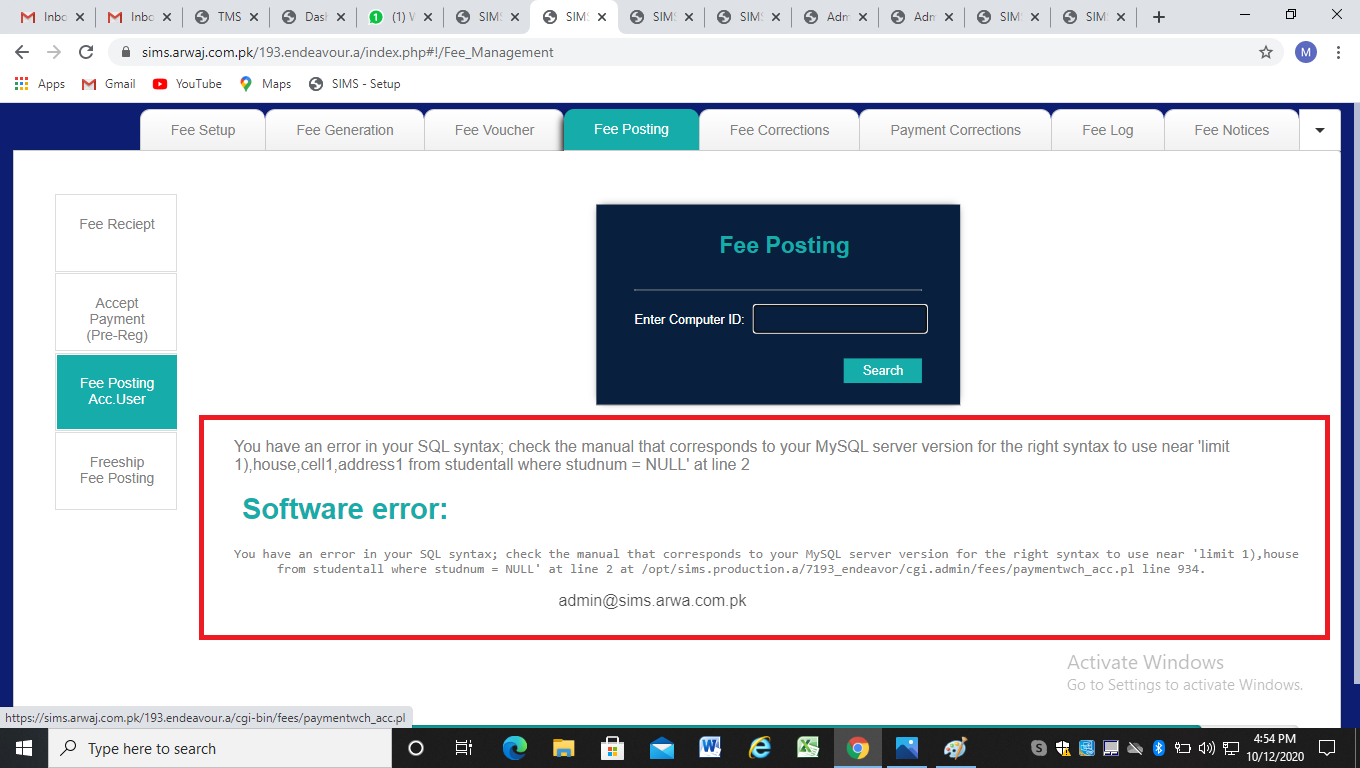 Inbo
Inbo
TMS
Das
1
(1) W
SIM
SIM
SIM
SIM
Adm
Adm
SIM
SIM
sims.arwaj.com.pk/193.endeavour.a/index.php#!/Fee_Management
M
Apps
Gmail
YouTube
Maps
SIMS - Setup
Fee Setup
Fee Generation
Fee Voucher
Fee Posting
Fee Corrections
Payment Corrections
Fee Log
Fee Notices
Fee Reciept
Accept
Payment
(Pre-Reg)
Fee Posting
Acc.User
Freeship
Fee Posting
Fee Posting
Enter Computer ID:
Search
You have an error in your SQL syntax; check the manual that corresponds to your MySQL server version for the right syntax to use near 'limit
1),house,cell1,address1 from studentall where studnum = NULL' at line 2
Software error:
You have an error in your SQL syntax; check the manual that corresponds to your MySQL server version for the right syntax to use near 'limit 1),house
from studentall where studnum = NULL' at line 2 at /opt/sims.production.a/7193_endeavor/cgi.admin/fees/paymentwch_acc.pl line 934.
admin@sims.arwa.com.pk
Activate Windows
Go to Settings to activate Windows.
https://sims.arwaj.com.pk/193.endeavour.a/cgi-bin/fees/paymentwch_acc.pl
Type here to search
4:54 PM
10/12/2020